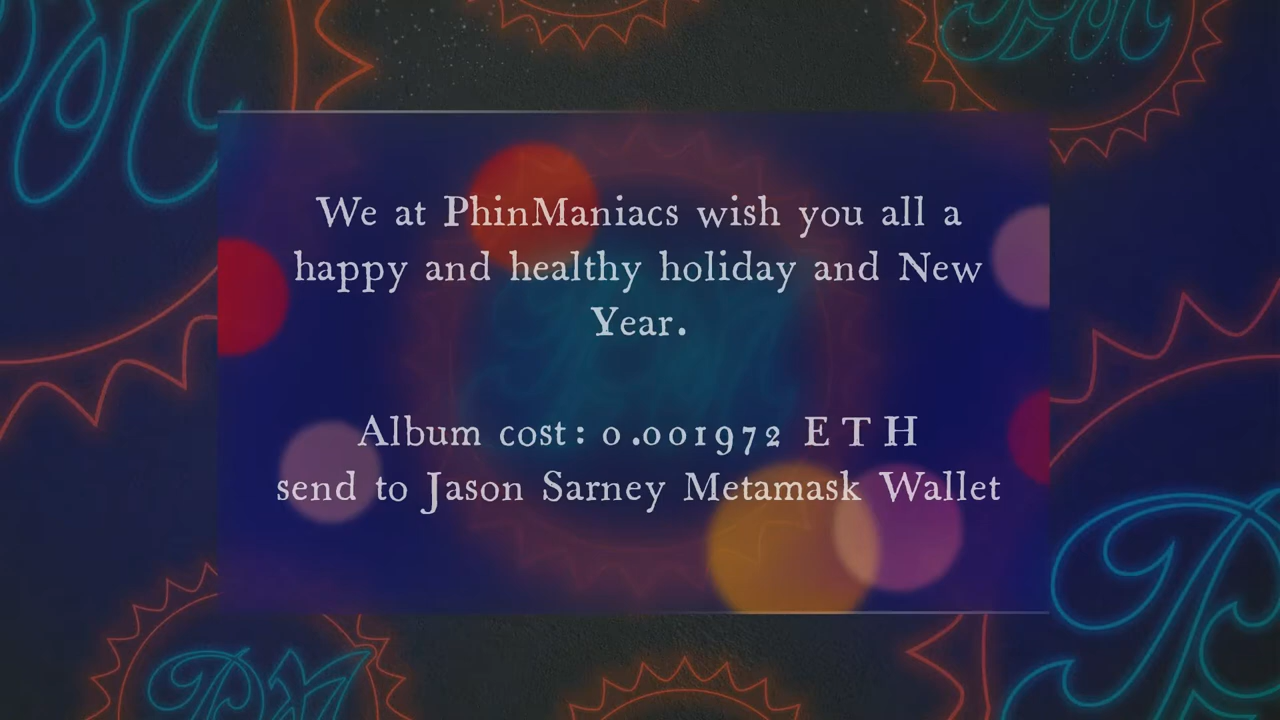 We at PhinManiacs wish you all a
happy and healthy holiday and New
Year.
Album cost: 0.001972 ETH
send to Jason Sarney Metamask Wallet